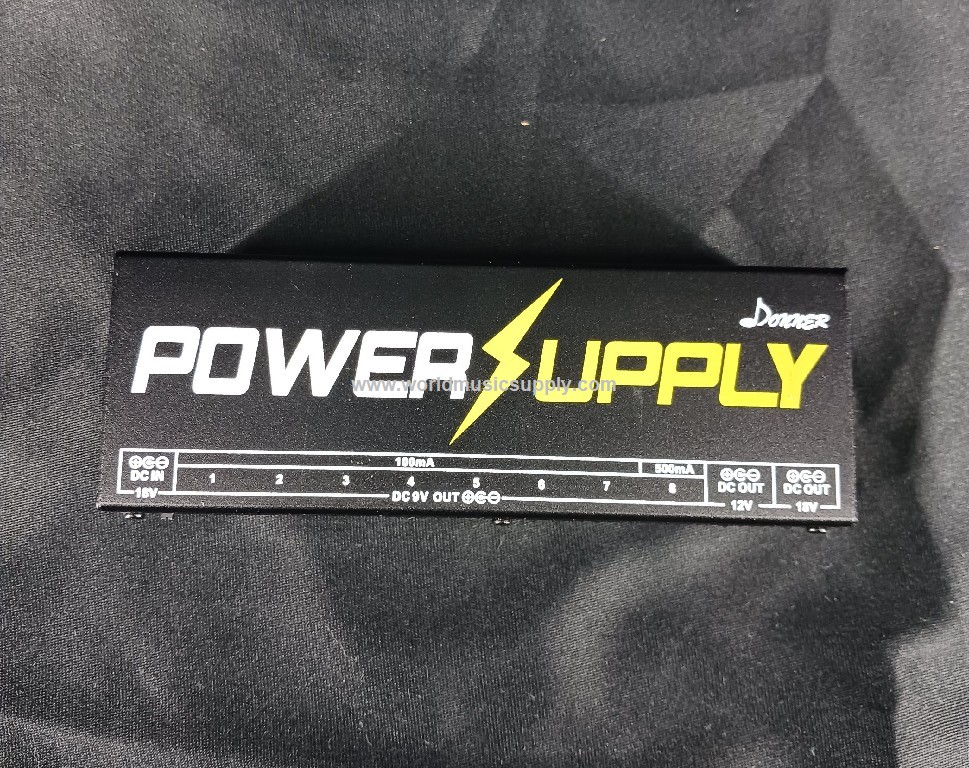 DONNER
POWER SUPPLY
www.worldmusicsupply.com
100mA 500mA
DC IN 1 2 3 4 5 6 7 8 DC OUT DC OUT
18V DC 9V OUT 12V 18V